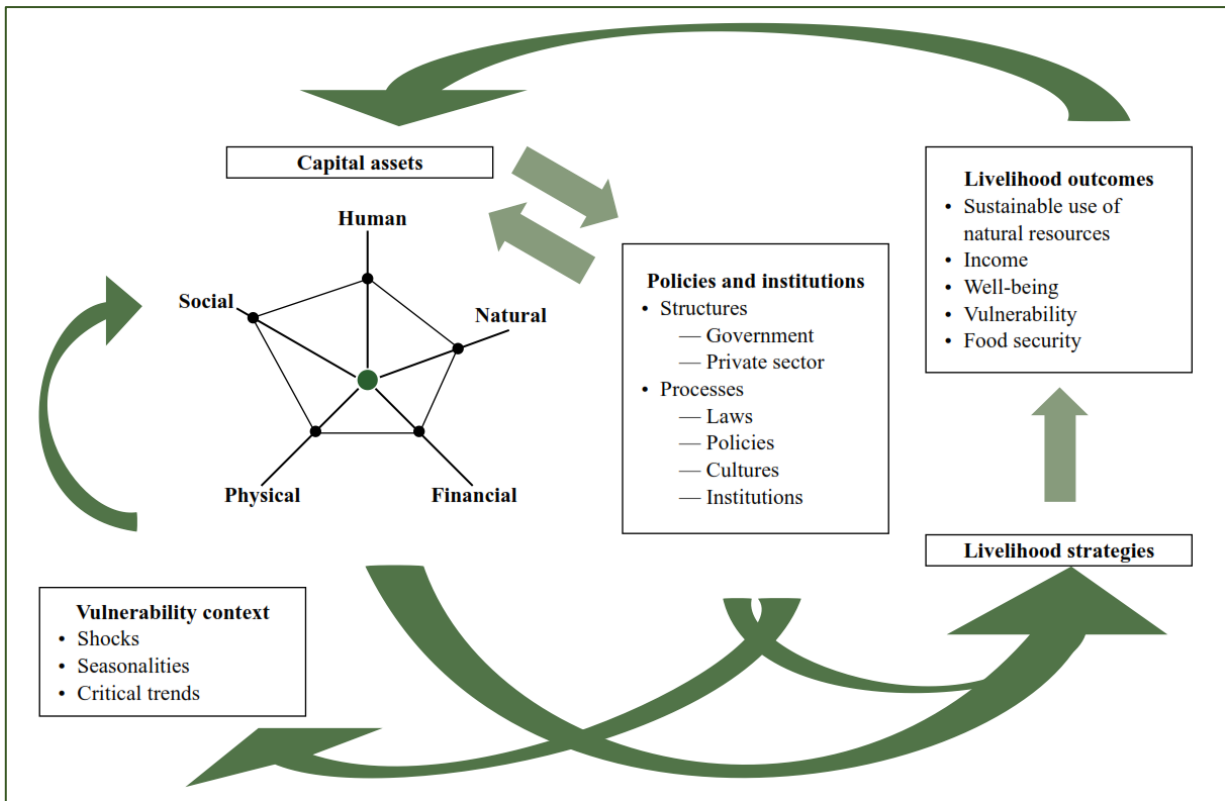 Capital assets
Human
Social
Natural
Physical
Financial
Policies and institutions
• Structures
— Government
— Private sector
• Processes
— Laws
— Policies
— Cultures
— Institutions
Livelihood outcomes
• Sustainable use of
natural resources
• Income
• Well-being
• Vulnerability
• Food security
Livelihood strategies
Vulnerability context
• Shocks
• Seasonalities
• Critical trends